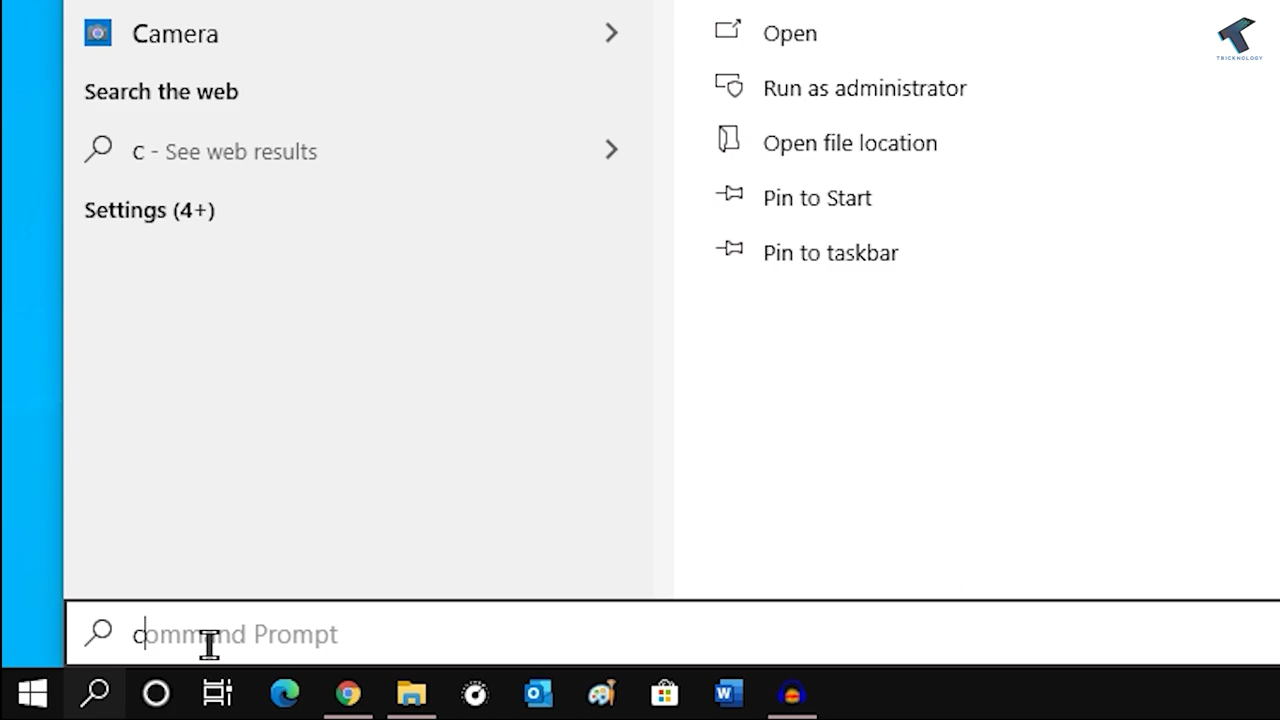 Camera
Search the web
c - See web results
Settings (4+)
Open
Run as administrator
Open file location
Pin to Start
Pin to taskbar
TRICKNOLOGY
command Prompt